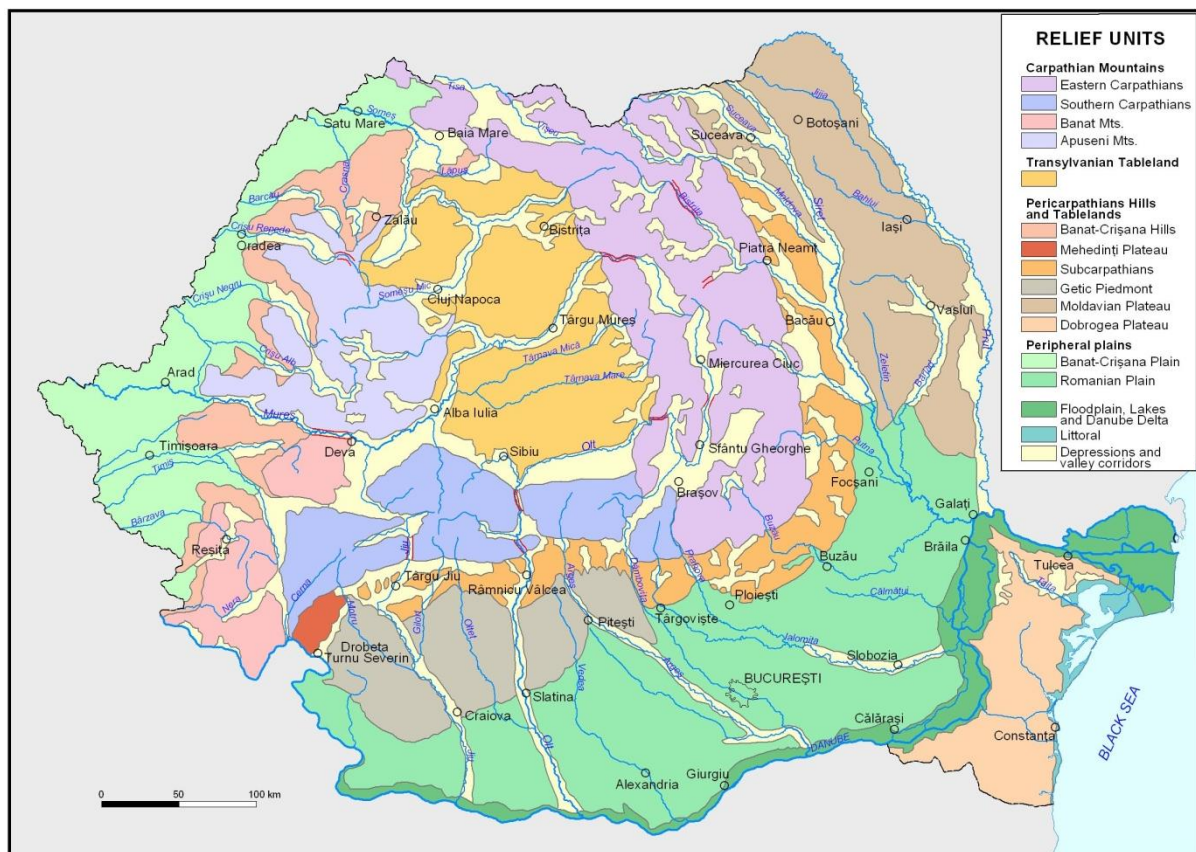 RELIEF UNITS
Carpathian Mountains
Eastern Carpathians
Southern Carpathians
Banat Mts.
Apuseni Mts.
Transylvanian Tableland
Pericarpathians Hills
and Tablelands
Banat-Crişana Hills
Mehedinţi Plateau
Subcarpathians
Getic Piedmont
Moldavian Plateau
Dobrogea Plateau
Peripheral plains
Banat-Crişana Plain
Romanian Plain
Floodplain, Lakes
and Danube Delta
Littoral
Depressions and
valley corridors
Tisa
Someş
Satu Mare
Baia Mare
Vişeu
Suceava
Suceava
Botoşani
Jijia
Lăpuş
Crasna
Barcău
Zalău
Bistriţa
Bistriţa
Moldova
Siret
Bahlui
Iaşi
Crişu Repede
Oradea
Piatra Neamţ
Crişu Negru
Someşu Mic
Cluj Napoca
Târgu Mureş
Bacău
Vaslui
Prut
Crişu Alb
Târnava Mică
Miercurea Ciuc
Zeletin
Bârlad
Arad
Târnava Mare
Mureş
Alba Iulia
Timişoara
Timiş
Deva
Sibiu
Olt
Sfântu Gheorghe
Putna
Focşani
Braşov
Bârzava
Reşiţa
Galaţi
Buzău
Brăila
Jiu
Buzău
Tulcea
Taiţa
Nera
Cerna
Târgu Jiu
Râmnicu Vâlcea
Argeş
Dâmboviţa
Prahova
Călmăţui
Motru
Gilort
Olteţ
Ploieşti
Târgovişte
Piteşti
Ialomiţa
Drobeta
Turnu Severin
Vedea
Argeş
Slobozia
BUCUREŞTI
Slatina
Craiova
Călăraşi
Constanţa
BLACK SEA
Jiu
Olt
DANUBE
Alexandria
Giurgiu
0 50 100 km